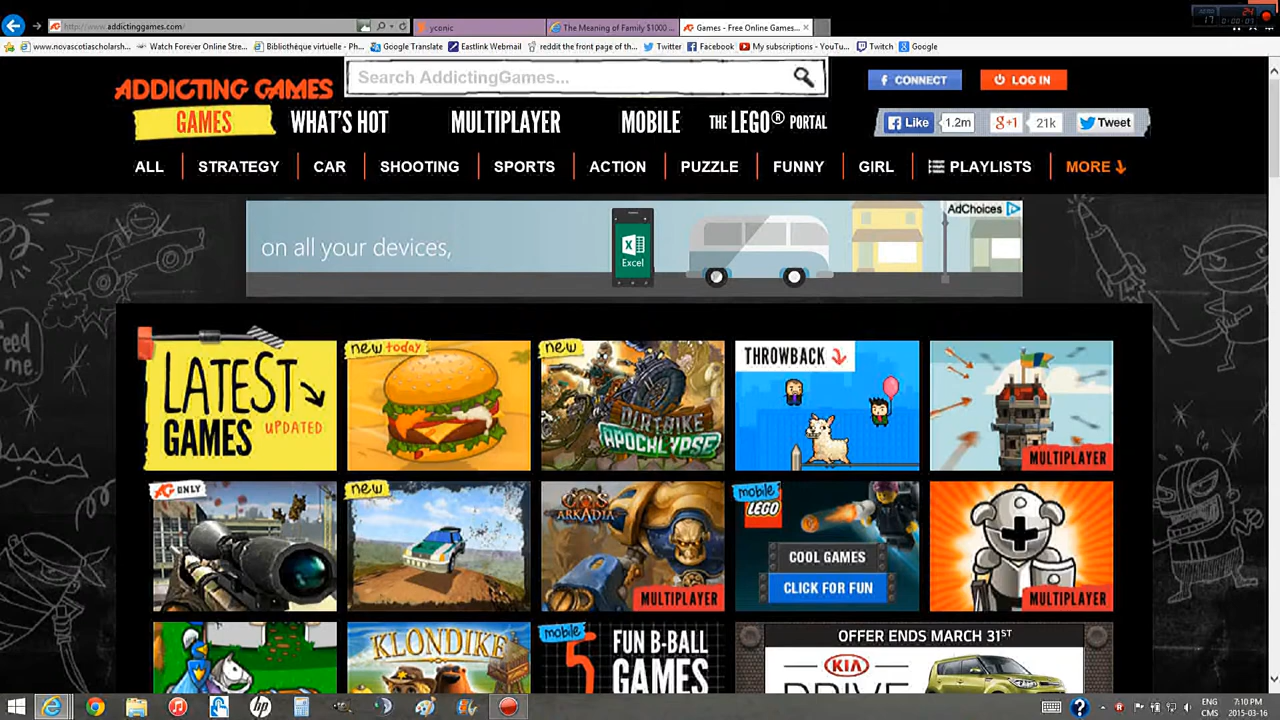 http://www.addictinggames.com/
yconic
The Meaning of Family $1000 ...
Games - Free Online Games...
www.novascotiascholarsh...
Watch Forever Online Stre...
Bibliothèque virtuelle - Ph...
Google Translate
Eastlink Webmail
reddit the front page of th...
Twitter
Facebook
My subscriptions - YouTu...
Twitch
Google
ADDICTING GAMES
Search AddictingGames...
CONNECT
LOG IN
GAMES
WHAT'S HOT
MULTIPLAYER
MOBILE
THE LEGO® PORTAL
Like
1.2m
g+1
21k
Tweet
ALL
STRATEGY
CAR
SHOOTING
SPORTS
ACTION
PUZZLE
FUNNY
GIRL
PLAYLISTS
MORE
AdChoices
on all your devices,
Excel
feed
me.
LATEST
GAMES
UPDATED
new today
new
DIRTBIKE
APOCALYPSE
THROWBACK
MULTIPLAYER
AG ONLY
new
ARKADIA
MULTIPLAYER
mobile
LEGO
COOL GAMES
CLICK FOR FUN
MULTIPLAYER
KLONDIKE
mobile
5
FUN B-BALL
GAMES
OFFER ENDS MARCH 31ST
KIA
DRIVE
ENG
CMS
7:10 PM
2015-03-16